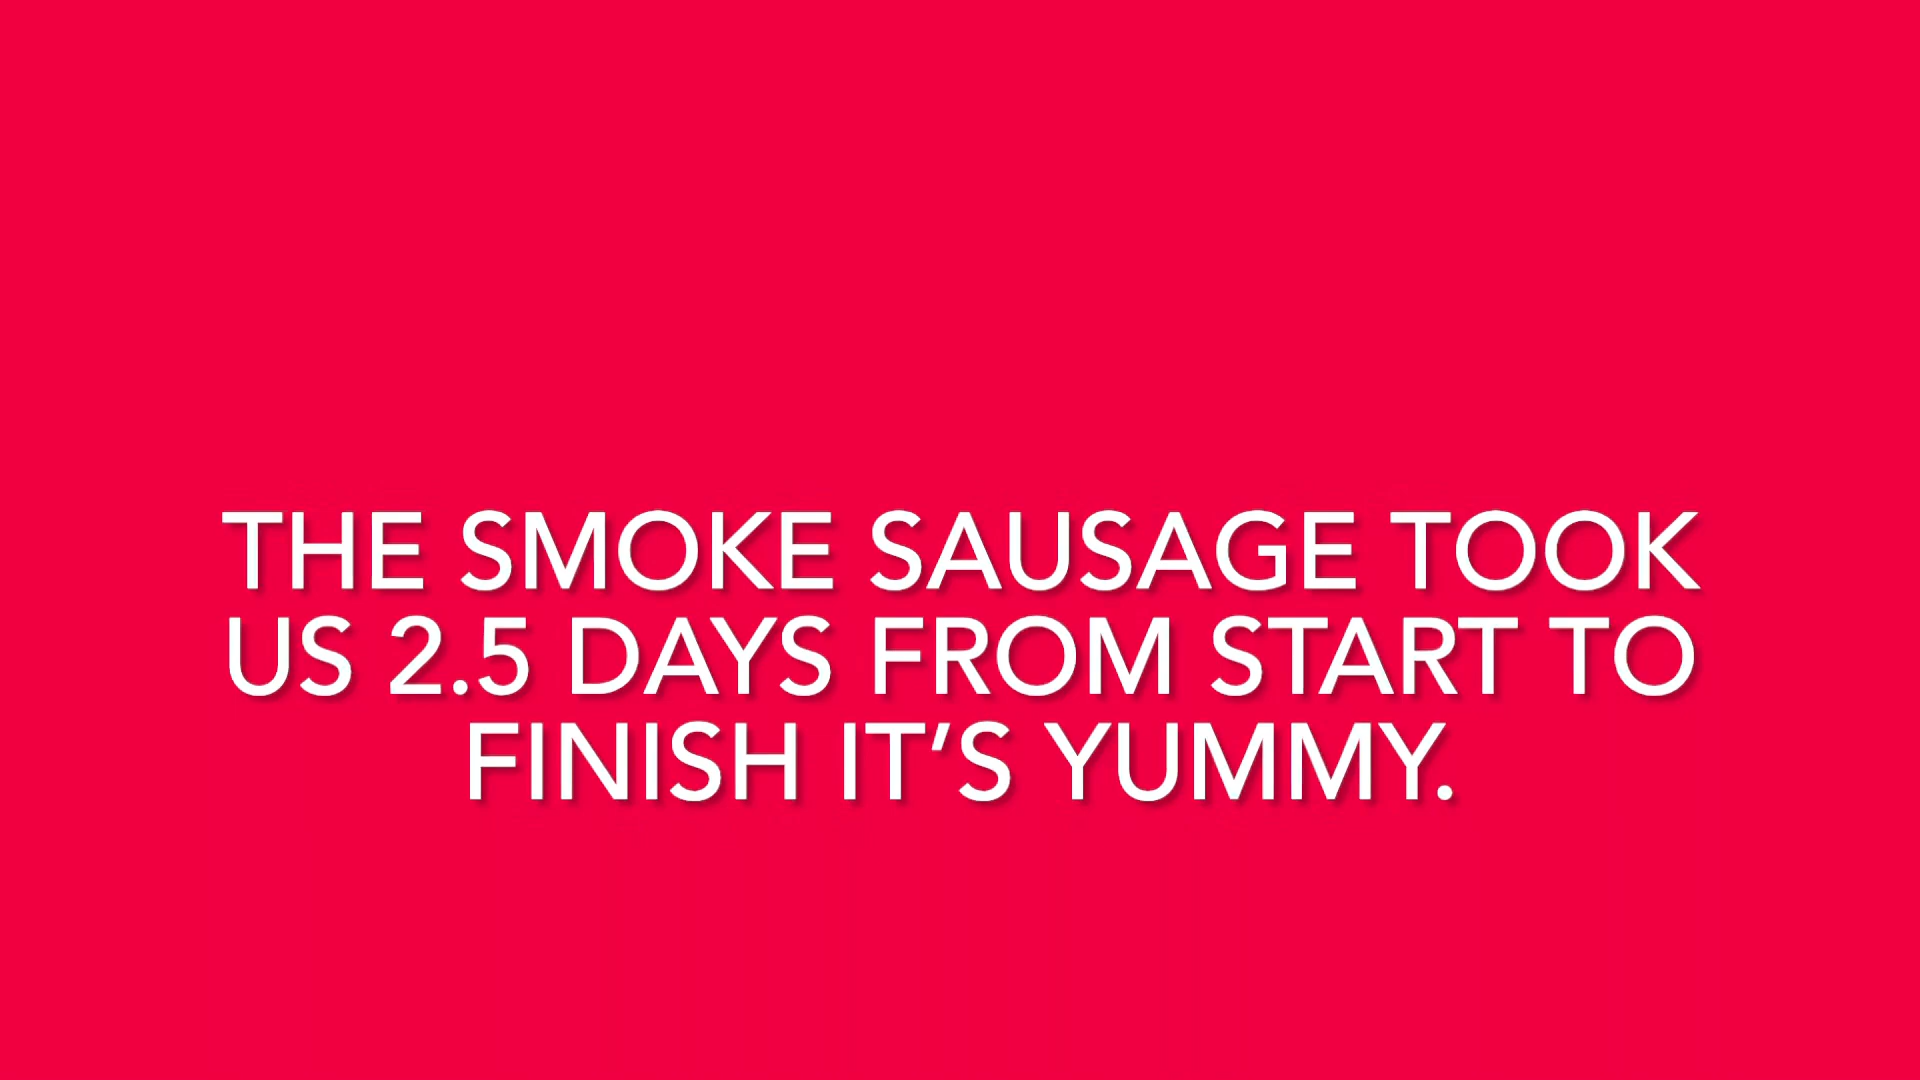 THE SMOKE SAUSAGE TOOK
US 2.5 DAYS FROM START TO
FINISH IT’S YUMMY.